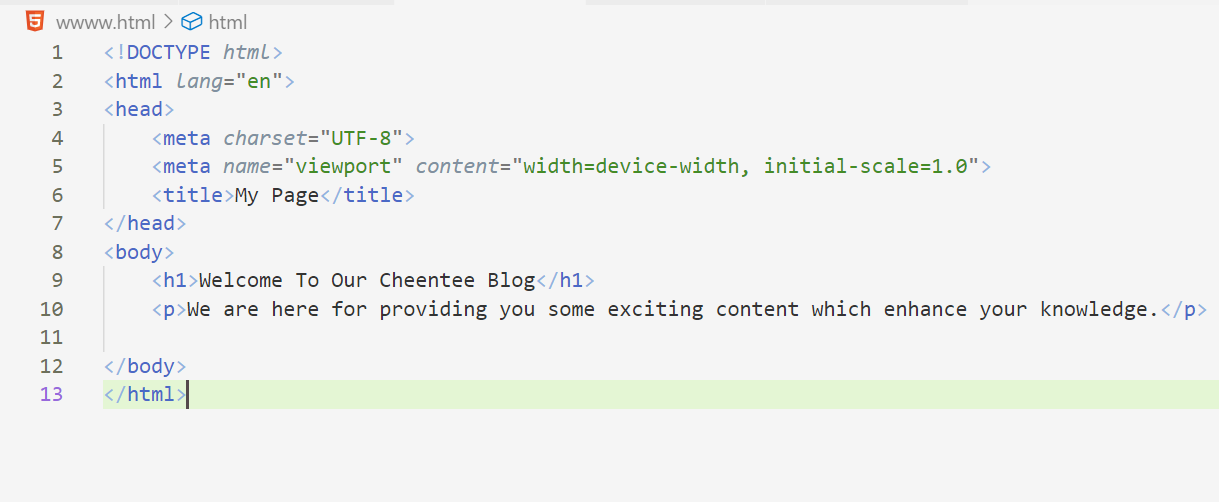 wwww.html > html
1 <!DOCTYPE html>
2 <html lang="en">
3 <head>
4     <meta charset="UTF-8">
5     <meta name="viewport" content="width=device-width, initial-scale=1.0">
6     <title>My Page</title>
7 </head>
8 <body>
9     <h1>Welcome To Our Cheentee Blog</h1>
10     <p>We are here for providing you some exciting content which enhance your knowledge.</p>
11
12 </body>
13 </html>